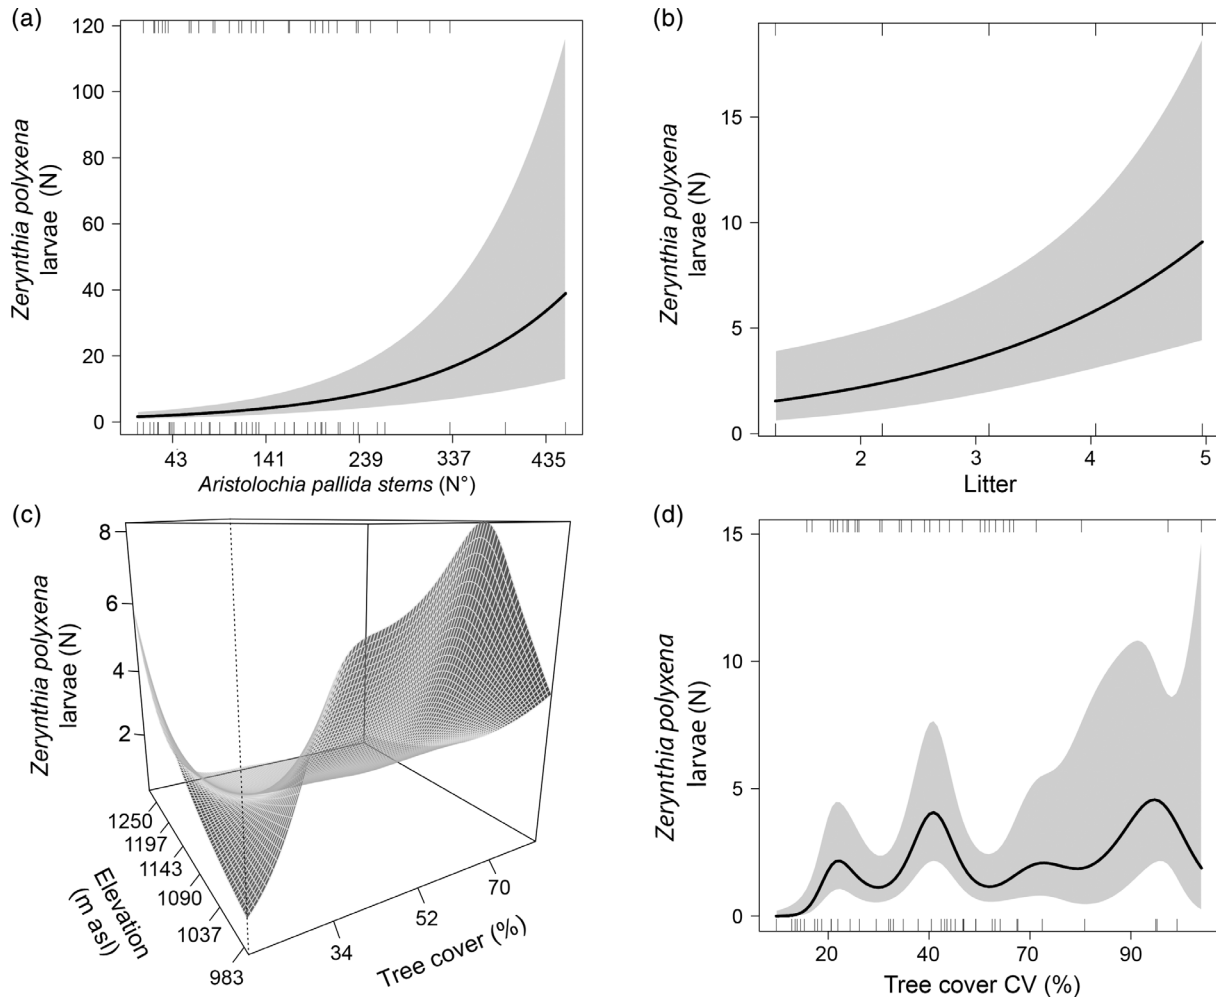 (a)
120
100
80
60
40
20
0
Zerynthia polyxena
larvae (N)
43 141 239 337 435
Aristolochia pallida stems (N°)
(b)
15
10
5
0
Zerynthia polyxena
larvae (N)
2 3 4 5
Litter
(c)
8
6
4
2
Zerynthia polyxena
larvae (N)
1250
1197
1143
1090
1037
983
Elevation
(m asl)
34 52 70
Tree cover (%)
(d)
15
10
5
0
Zerynthia polyxena
larvae (N)
20 40 70 90
Tree cover CV (%)